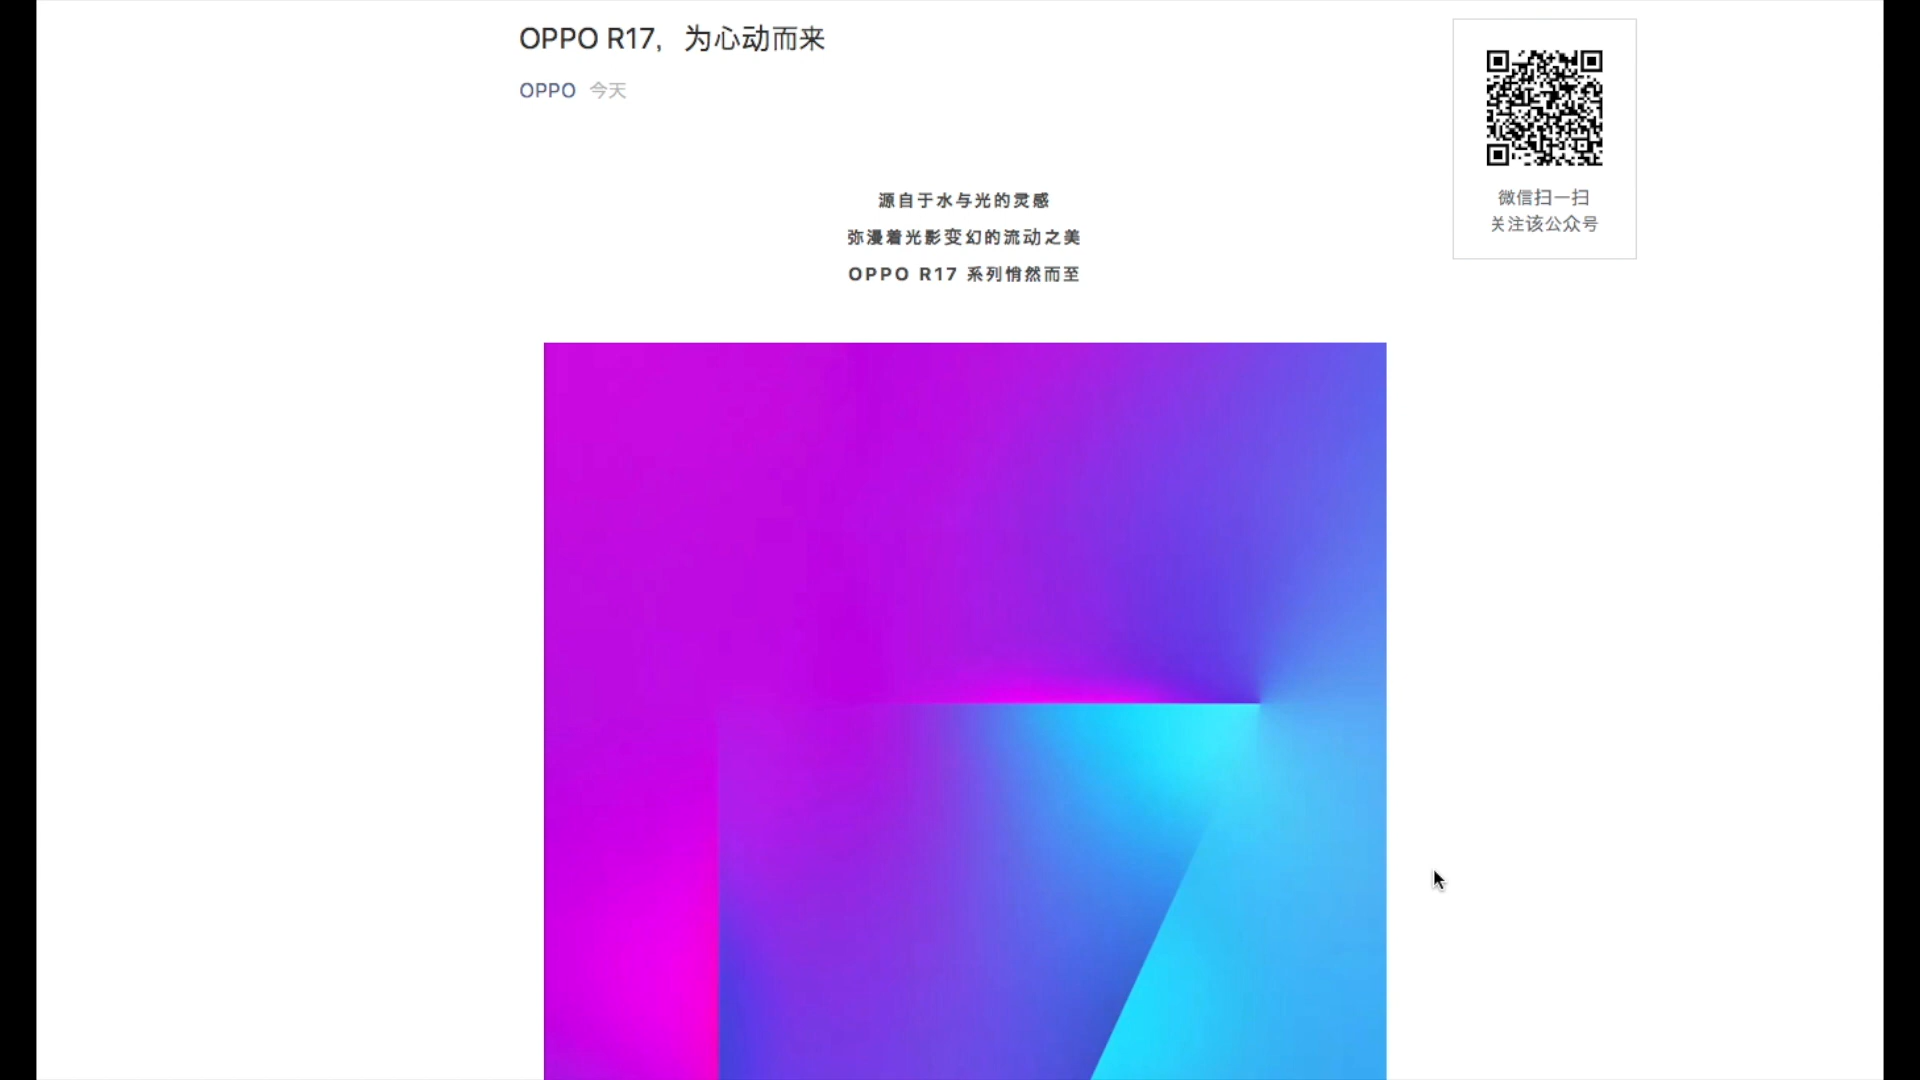 OPPO R17，为心动而来
OPPO 今天
源自于水与光的灵感
弥漫着光影变幻的流动之美
OPPO R17 系列悄然而至
微信扫一扫
关注该公众号